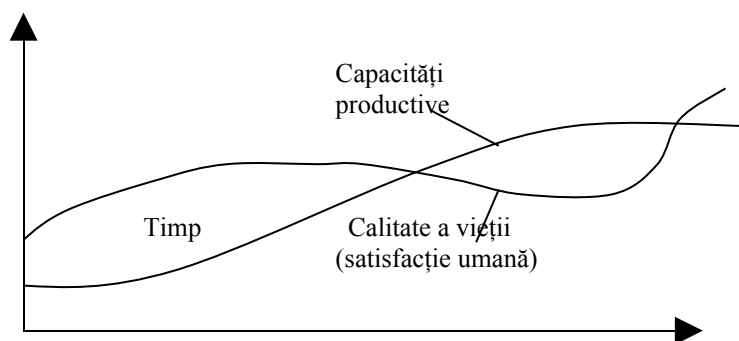 Capacități
productive
Timp
Calitate a vieții
(satisfacție umană)